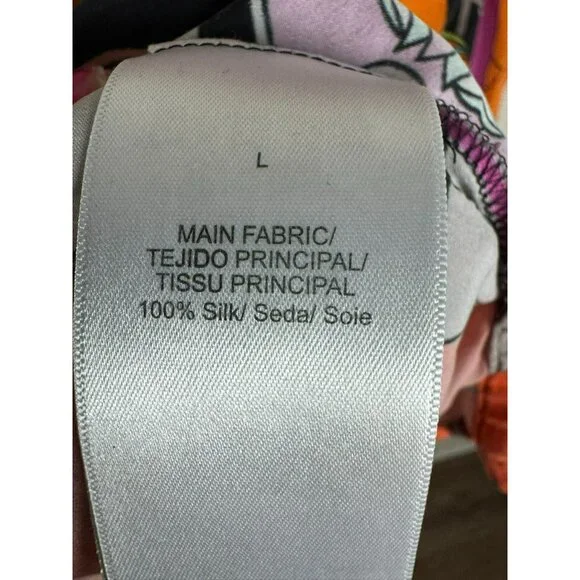 L
MAIN FABRIC/
TEJIDO PRINCIPAL/
TISSU PRINCIPAL
100% Silk/ Seda/ Soie